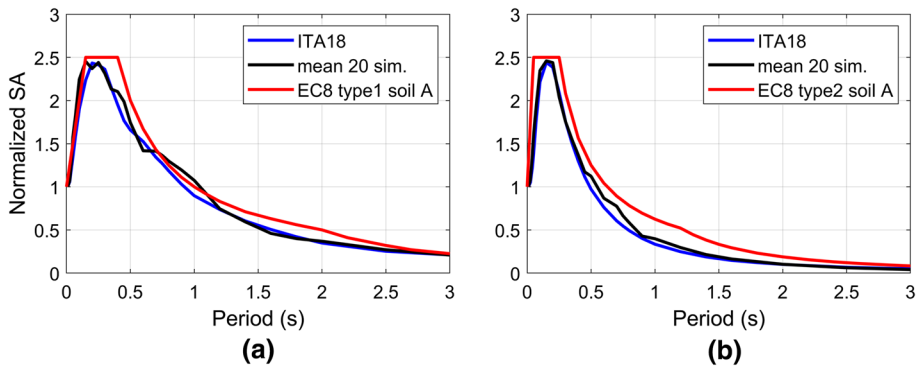 3
2.5
2
1.5
1
0.5
0
Normalized SA
ITA18
mean 20 sim.
EC8 type1 soil A
0 0.5 1 1.5 2 2.5 3
Period (s)
(a)
3
2.5
2
1.5
1
0.5
0
ITA18
mean 20 sim.
EC8 type2 soil A
0 0.5 1 1.5 2 2.5 3
Period (s)
(b)